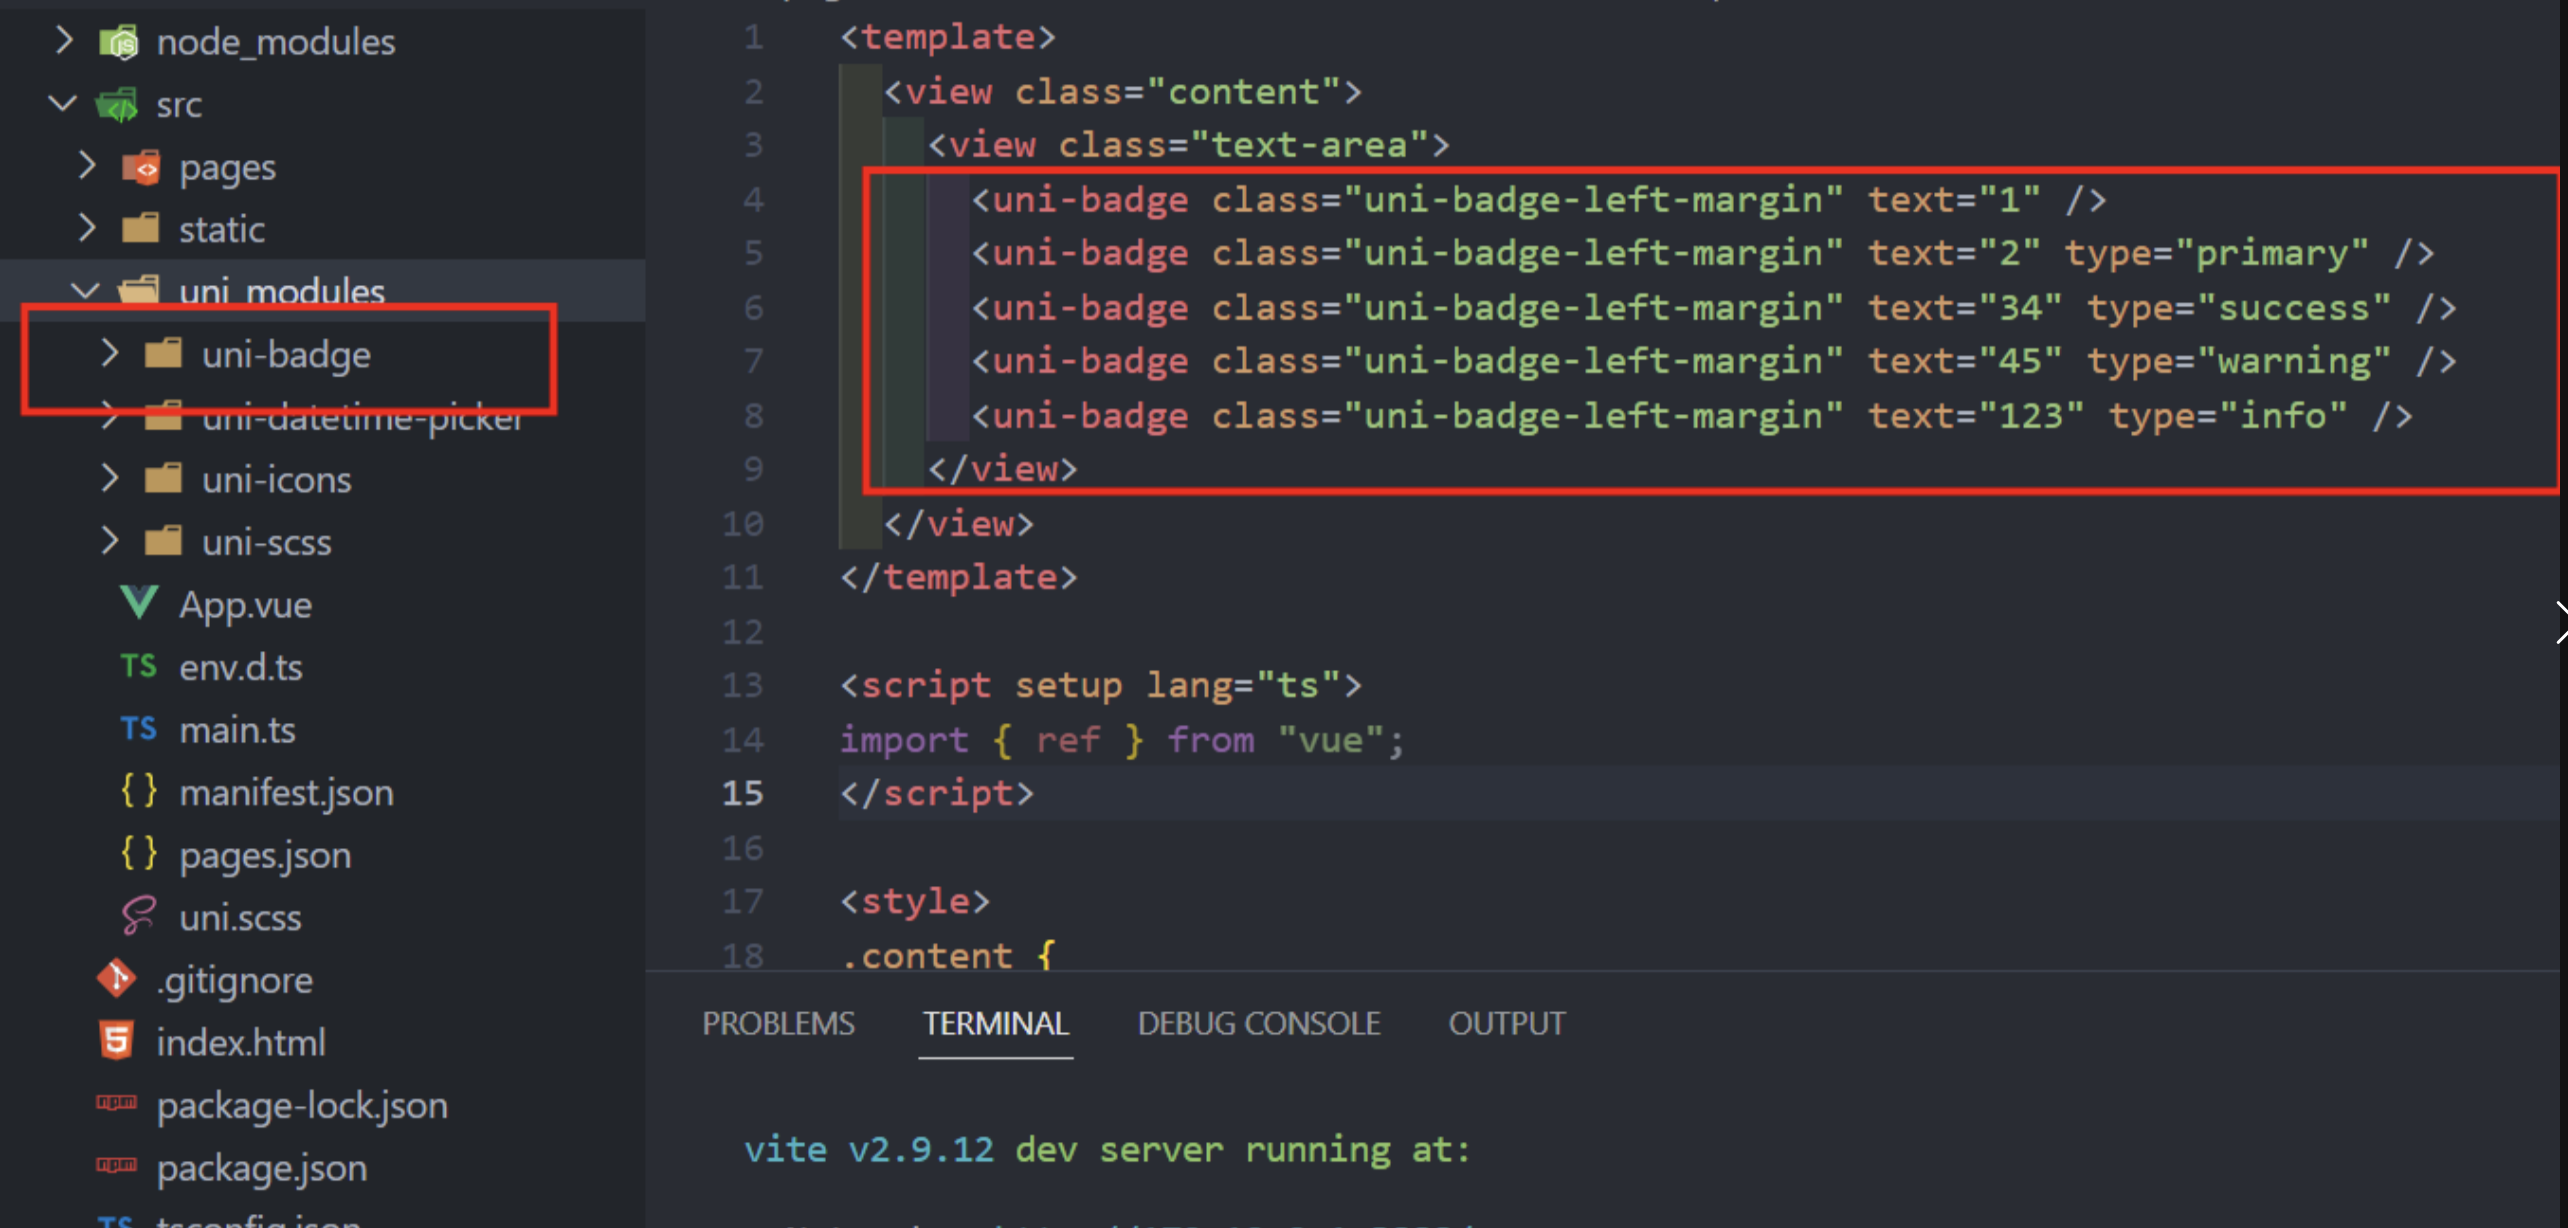 node_modules
src
pages
static
uni_modules
uni-badge
uni-datetime-picker
uni-icons
uni-scss
App.vue
TS env.d.ts
TS main.ts
{ } manifest.json
{ } pages.json
uni.scss
.gitignore
index.html
package-lock.json
package.json
TS tsconfig.json
1 <template>
2 <view class="content">
3 <view class="text-area">
4 <uni-badge class="uni-badge-left-margin" text="1" />
5 <uni-badge class="uni-badge-left-margin" text="2" type="primary" />
6 <uni-badge class="uni-badge-left-margin" text="34" type="success" />
7 <uni-badge class="uni-badge-left-margin" text="45" type="warning" />
8 <uni-badge class="uni-badge-left-margin" text="123" type="info" />
9 </view>
10 </view>
11 </template>
12
13 <script setup lang="ts">
14 import { ref } from "vue";
15 </script>
16
17 <style>
18 .content {
PROBLEMS TERMINAL DEBUG CONSOLE OUTPUT
vite v2.9.12 dev server running at: